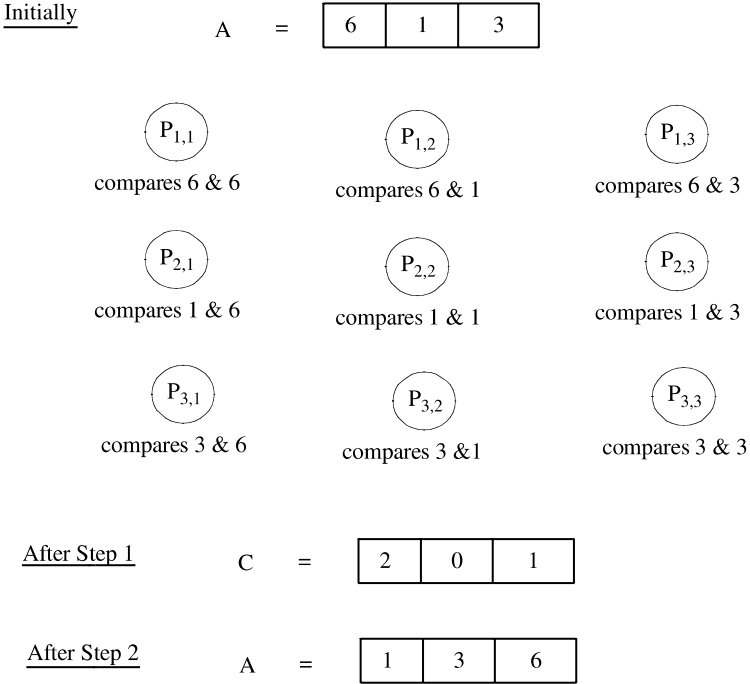 Initially
A = 6 1 3
P1,1 P1,2 P1,3
compares 6 & 6 compares 6 & 1 compares 6 & 3
P2,1 P2,2 P2,3
compares 1 & 6 compares 1 & 1 compares 1 & 3
P3,1 P3,2 P3,3
compares 3 & 6 compares 3 &1 compares 3 & 3
After Step 1 C = 2 0 1
After Step 2 A = 1 3 6